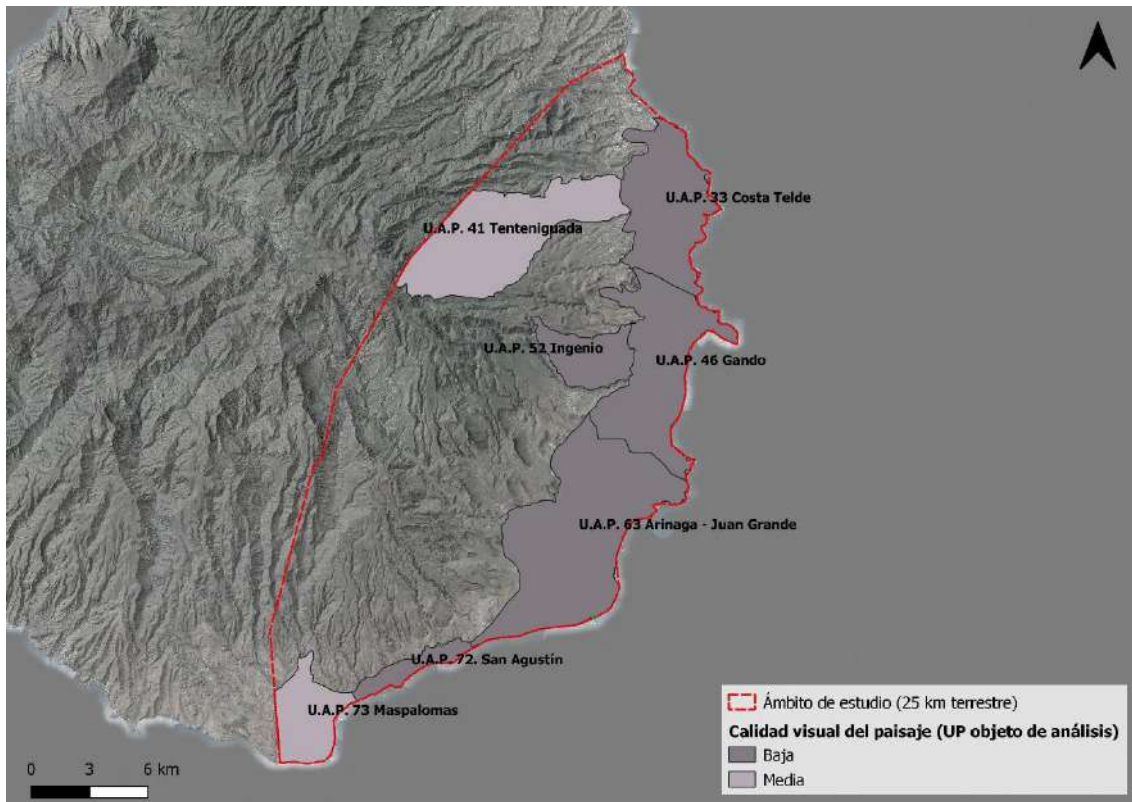 U.A.P. 33 Costa Telde
U.A.P. 41 Tenteniguada
U.A.P. 52 Ingenio
U.A.P. 46 Gando
U.A.P. 63 Arinaga - Juan Grande
U.A.P. 72. San Agustín
U.A.P. 73 Maspalomas
Ámbito de estudio (25 km terrestre)
Calidad visual del paisaje (UP objeto de análisis)
Baja
Media
0 3 6 km